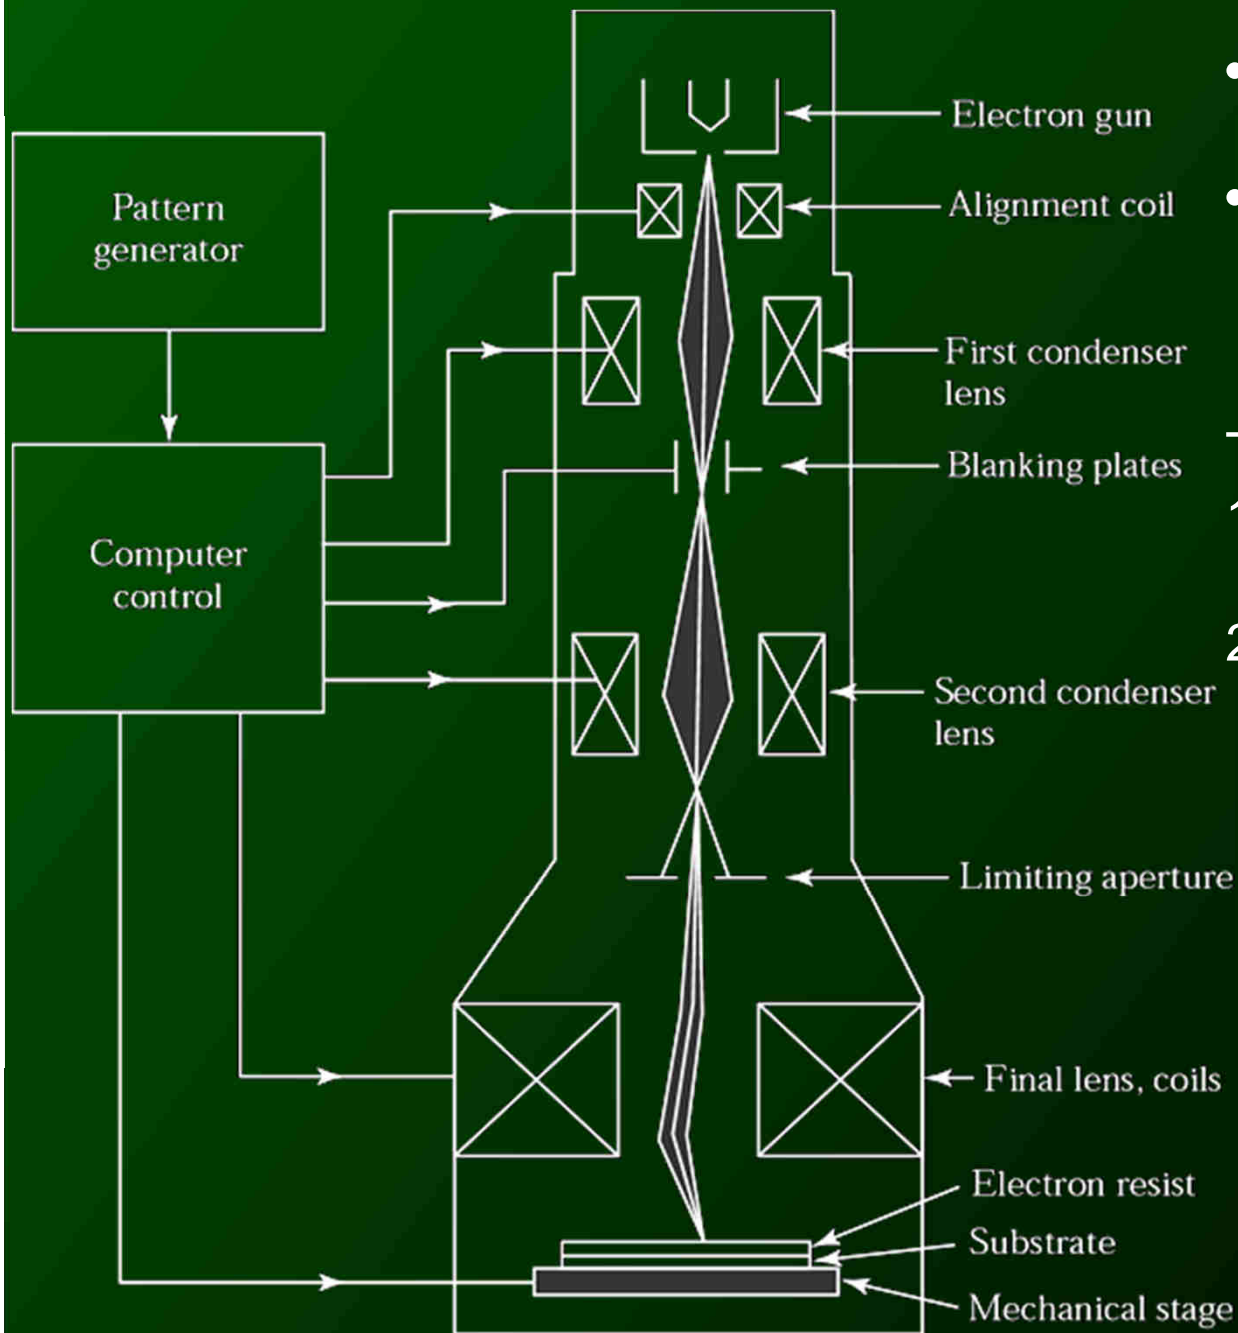 Electron gun
Pattern
generator
Alignment coil
First condenser
lens
Blanking plates
Computer
control
Second condenser
lens
Limiting aperture
Final lens, coils
Electron resist
Substrate
Mechanical stage